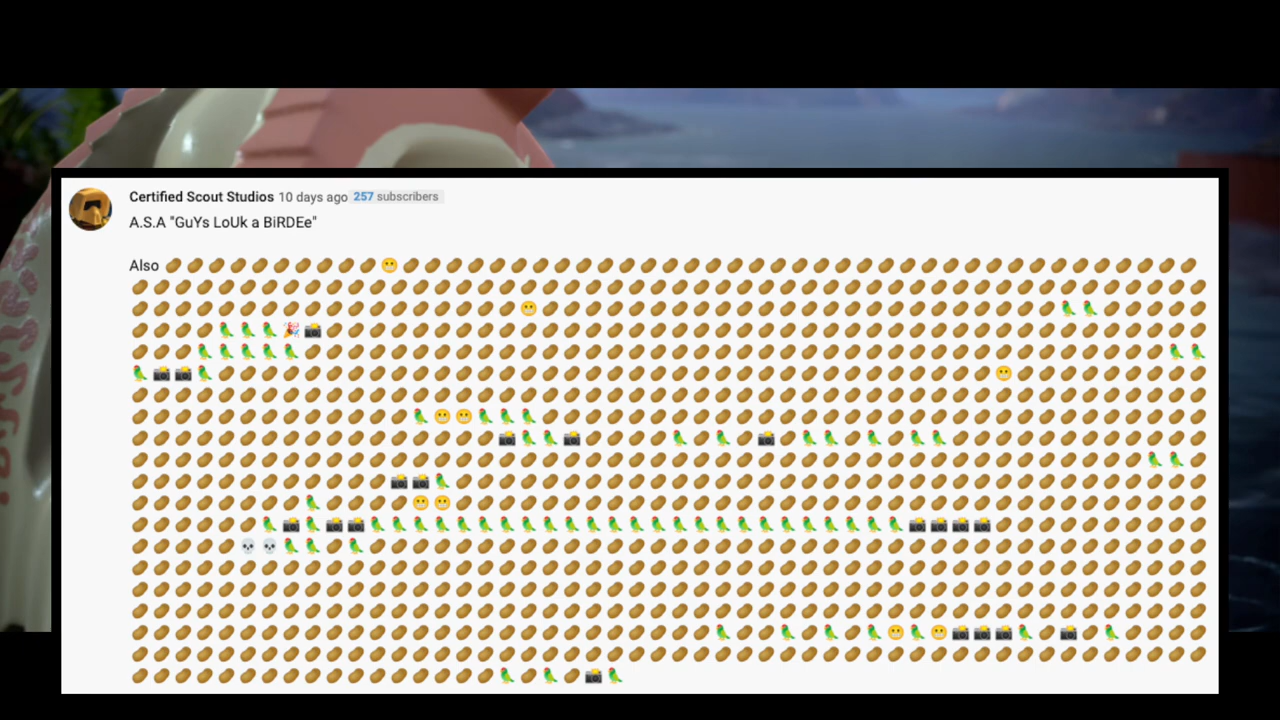 Certified Scout Studios 10 days ago 257 subscribers
A.S.A "GuYs LoUk a BiRDEe"
Also